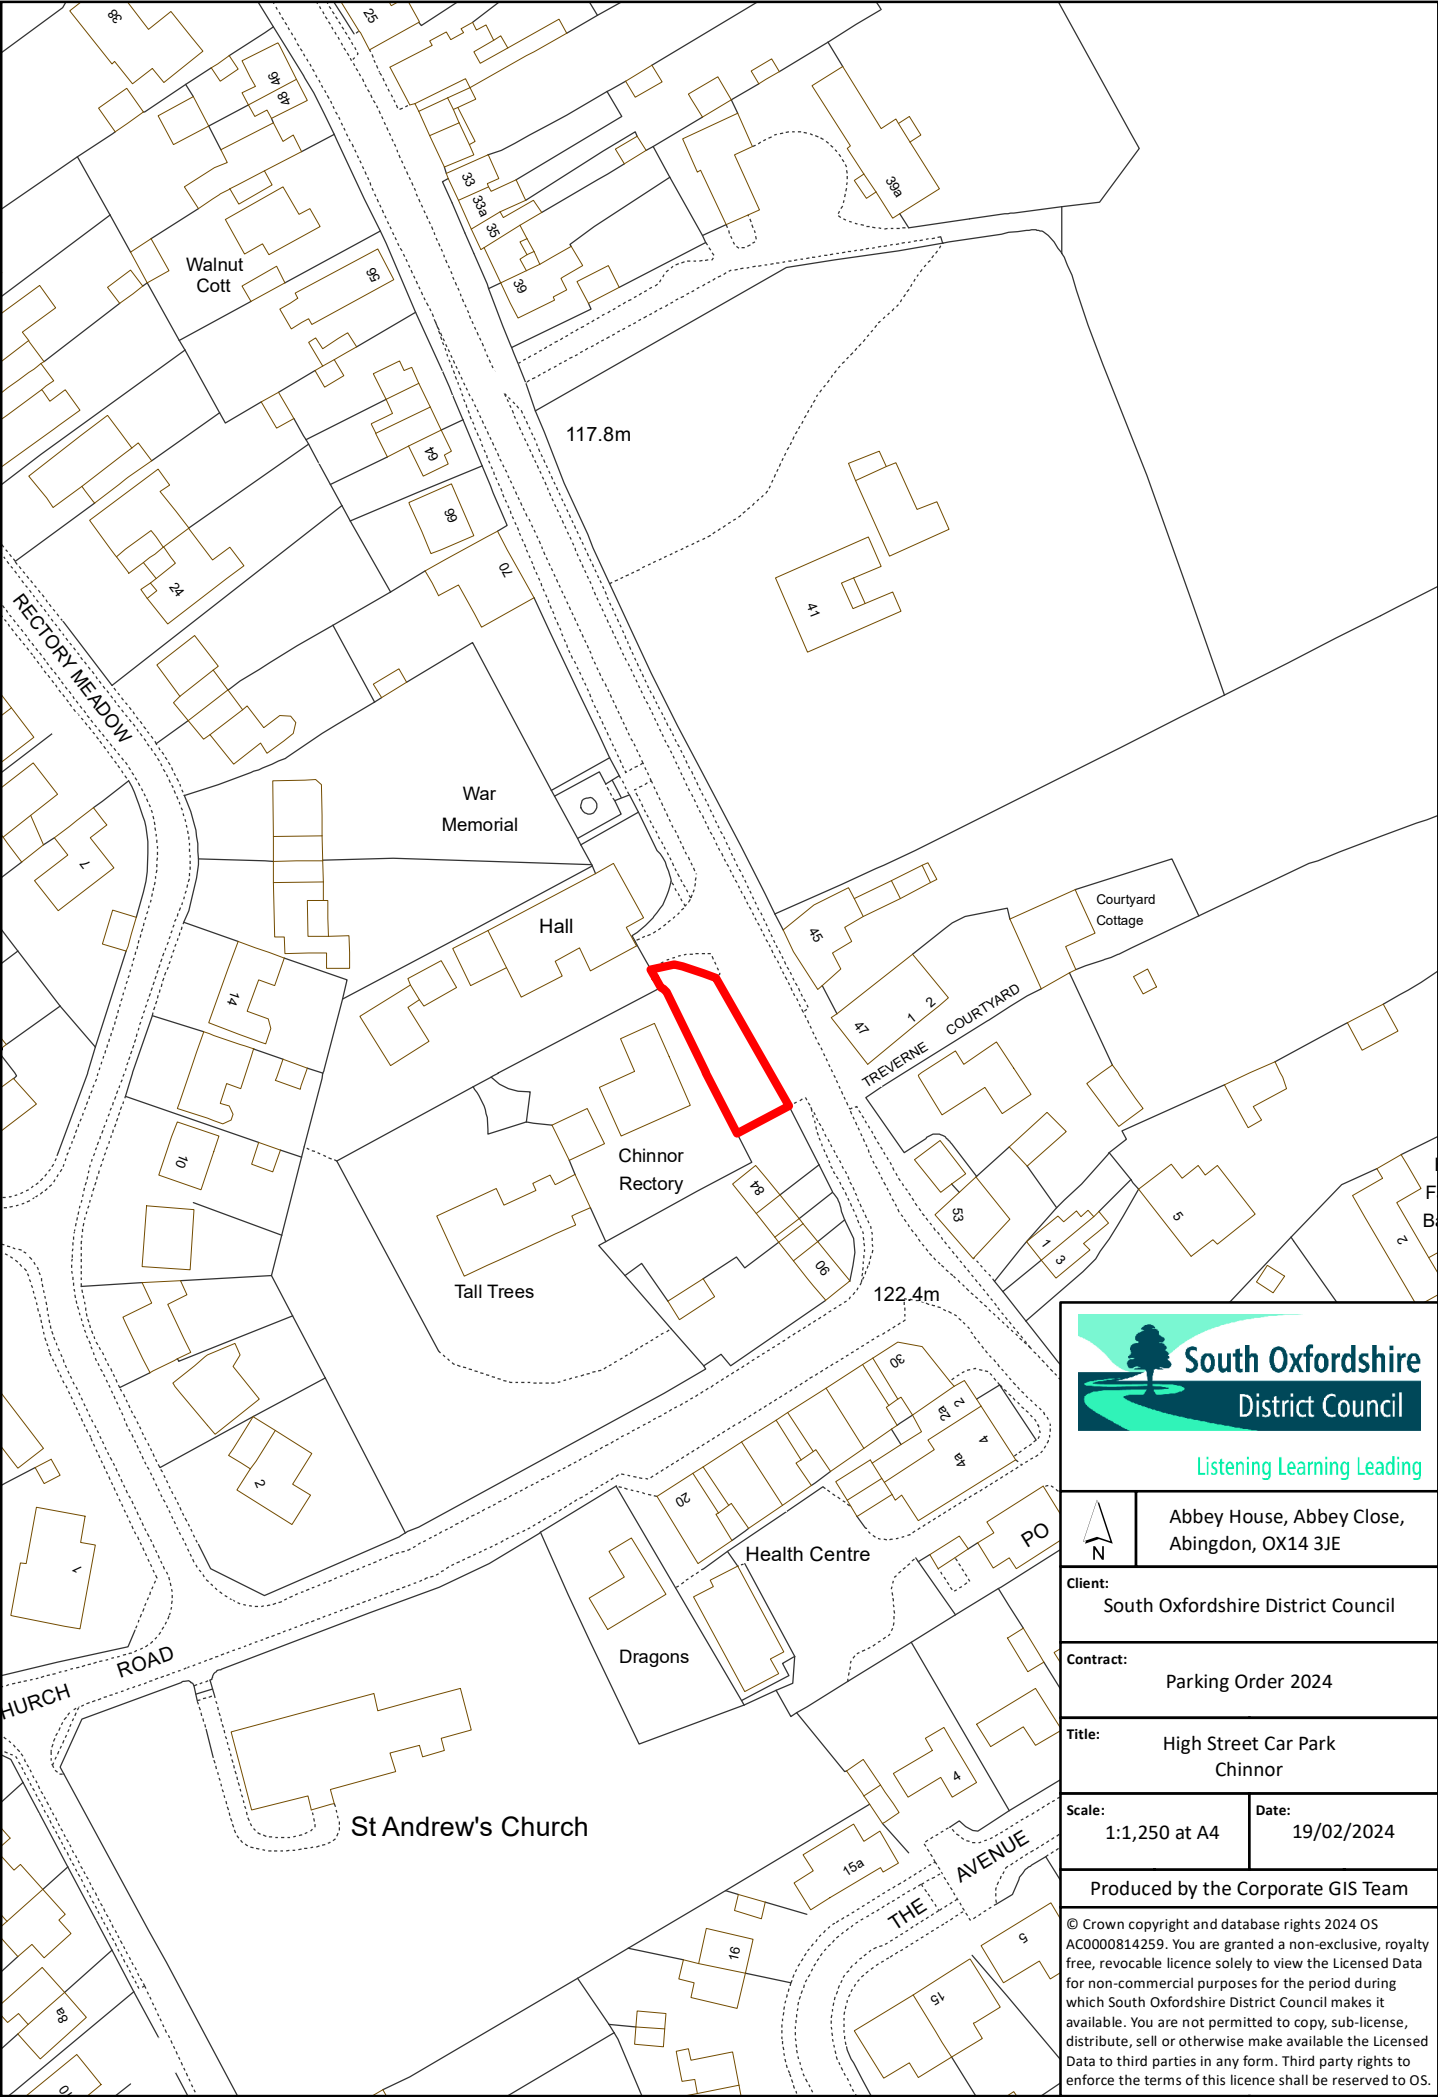 38
25
46
48
33
33a
35
39
39a
Walnut
Cott
56
64
66
70
117.8m
41
24
RECTORY MEADOW
7
War
Memorial
Hall
14
10
45
47
1
2
Courtyard
Cottage
TREVERNE COURTYARD
Chinnor
Rectory
Tall Trees
84
90
53
1
3
5
2
F
Ba
122.4m
30
2
2a
4
4a
20
2
1
Health Centre
PO
Dragons
CHURCH ROAD
St Andrew's Church
4
15a
THE AVENUE
16
15
5
8a
South Oxfordshire
District Council
Listening Learning Leading
N
Abbey House, Abbey Close,
Abingdon, OX14 3JE
Client:
South Oxfordshire District Council
Contract:
Parking Order 2024
Title:
High Street Car Park
Chinnor
Scale:
1:1,250 at A4
Date:
19/02/2024
Produced by the Corporate GIS Team
© Crown copyright and database rights 2024 OS
AC0000814259. You are granted a non-exclusive, royalty
free, revocable licence solely to view the Licensed Data
for non-commercial purposes for the period during
which South Oxfordshire District Council makes it
available. You are not permitted to copy, sub-license,
distribute, sell or otherwise make available the Licensed
Data to third parties in any form. Third party rights to
enforce the terms of this licence shall be reserved to OS.